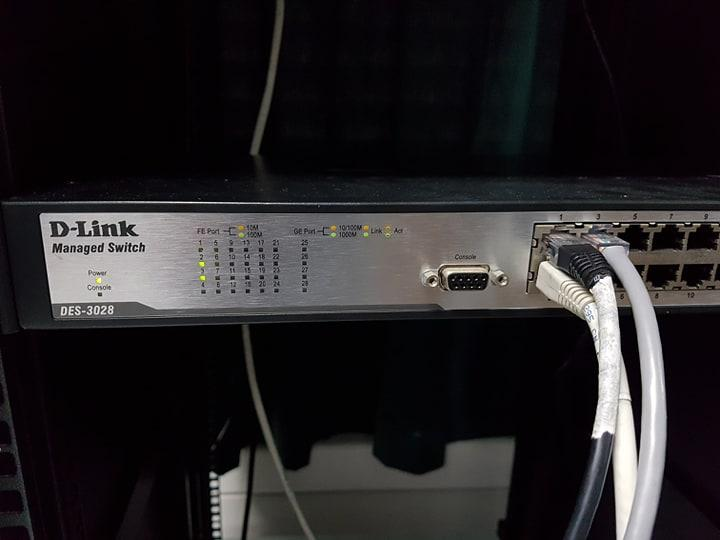 D-Link
Managed Switch
Power
Console
DES-3028
FE Port
10M
100M
1 5 9 13 17 21 25
2 6 10 14 18 22 26
3 7 11 15 19 23 27
4 8 12 16 20 24 28
GE Port
10/100M
1000M
Link
Act
Console
1 3 5 7 9
6 8 10